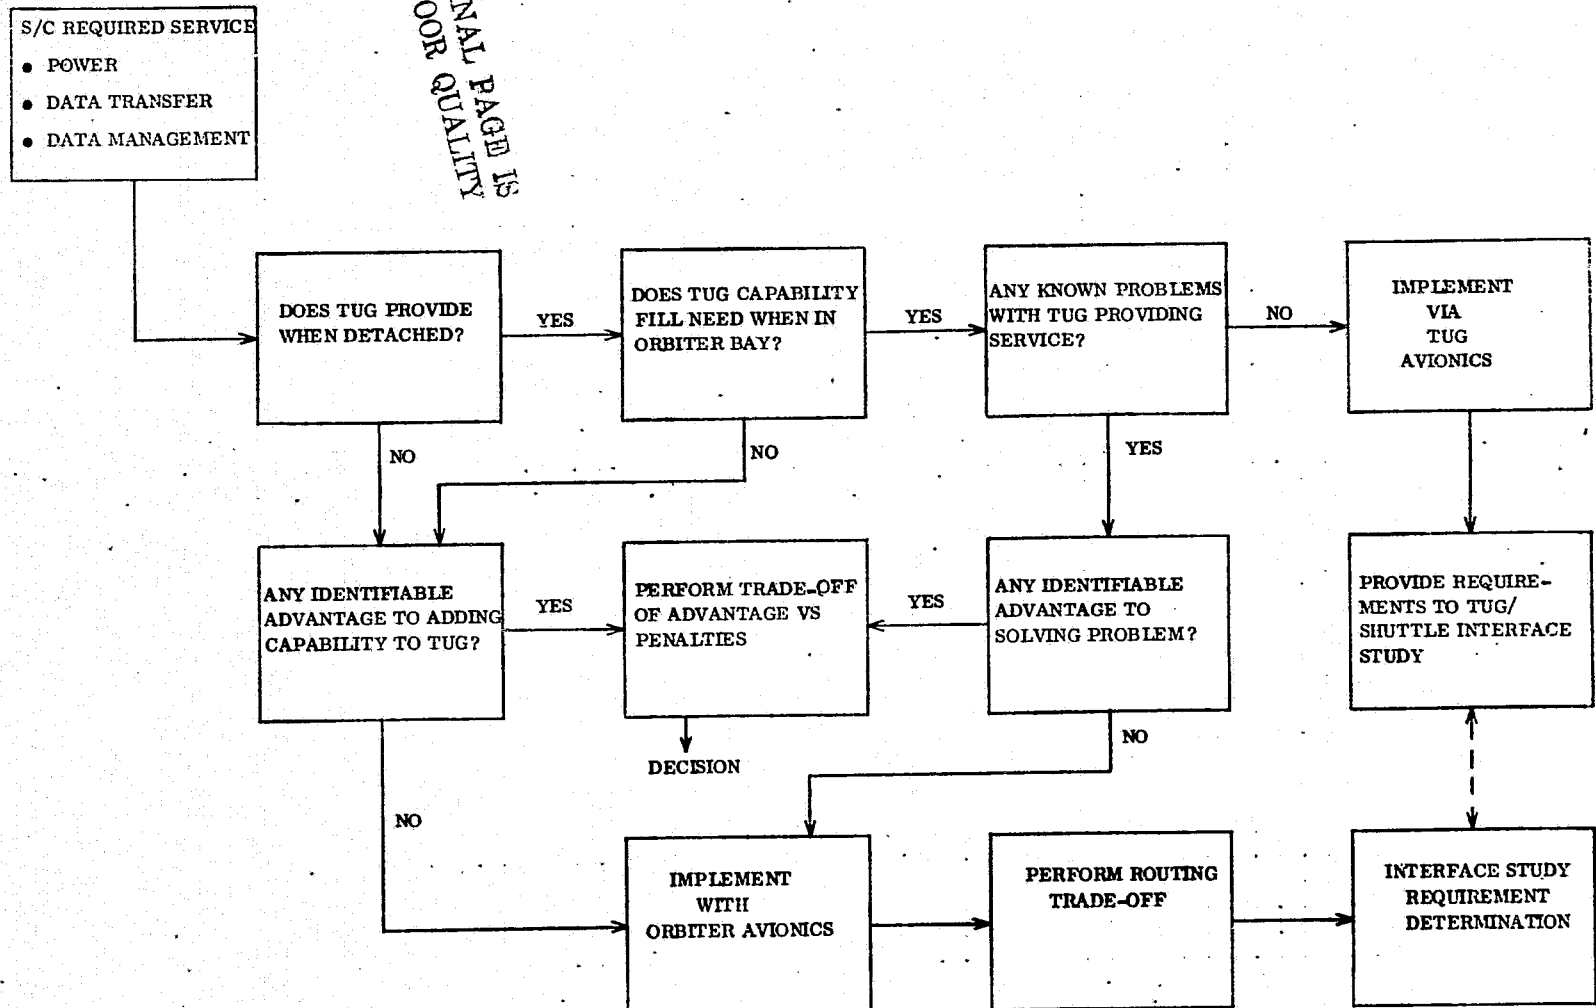 S/C REQUIRED SERVICE
• POWER
• DATA TRANSFER
• DATA MANAGEMENT
NAL PAGE IS
OOR QUALITY
DOES TUG PROVIDE
WHEN DETACHED?
YES
DOES TUG CAPABILITY
FILL NEED WHEN IN
ORBITER BAY?
YES
ANY KNOWN PROBLEMS
WITH TUG PROVIDING
SERVICE?
NO
IMPLEMENT
VIA
TUG
AVIONICS
NO
NO
YES
ANY IDENTIFIABLE
ADVANTAGE TO ADDING
CAPABILITY TO TUG?
YES
PERFORM TRADE-OFF
OF ADVANTAGE VS
PENALTIES
YES
ANY IDENTIFIABLE
ADVANTAGE TO
SOLVING PROBLEM?
PROVIDE REQUIRE-
MENTS TO TUG/
SHUTTLE INTERFACE
STUDY
DECISION
NO
NO
IMPLEMENT
WITH
ORBITER AVIONICS
PERFORM ROUTING
TRADE-OFF
INTERFACE STUDY
REQUIREMENT
DETERMINATION